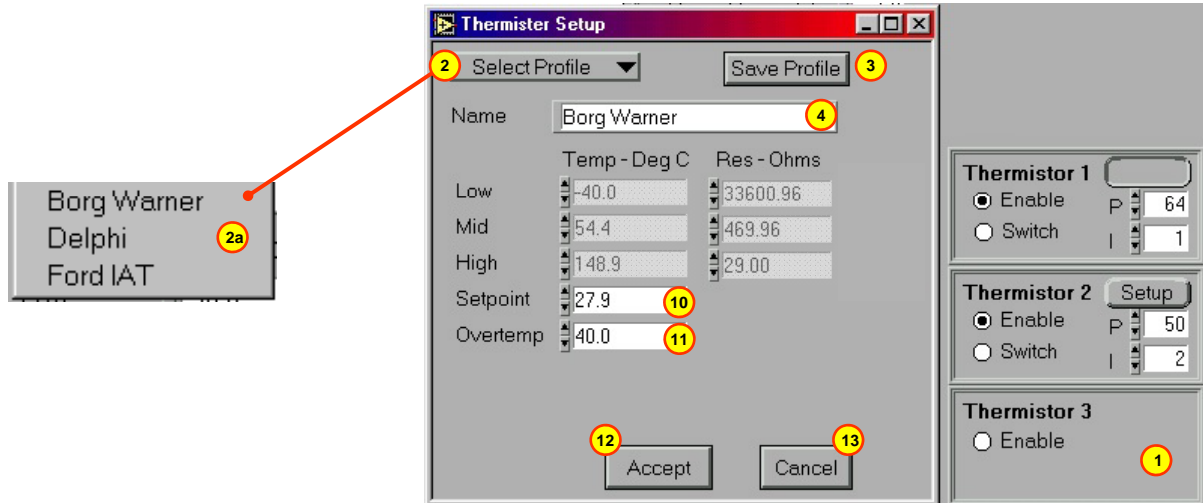 Thermister Setup
2 Select Profile
Save Profile 3
Name Borg Warner 4
Temp - Deg C Res - Ohms
Low -40.0 33600.96
Mid 54.4 469.96
High 148.9 29.00
Setpoint 27.9 10
Overtemp 40.0 11
12 Accept
13 Cancel
Borg Warner
Delphi 2a
Ford IAT
Thermistor 1
Enable P 64
Switch I 1
Thermistor 2 Setup
Enable P 50
Switch I 2
Thermistor 3
Enable
1